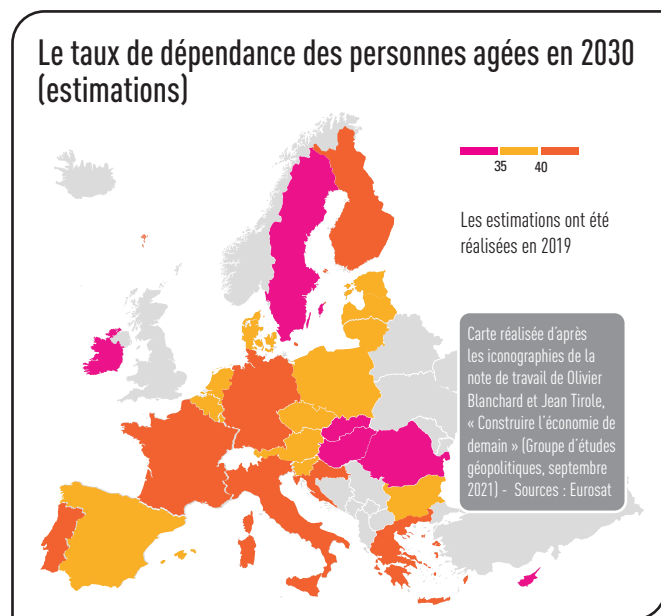 Le taux de dépendance des personnes agées en 2030
(estimations)
35 40
Les estimations ont été
réalisées en 2019
Carte réalisée d'après
les iconographies de la
note de travail de Olivier
Blanchard et Jean Tirole,
« Construire l'économie de
demain » (Groupe d'études
géopolitiques, septembre
2021) - Sources : Eurosat